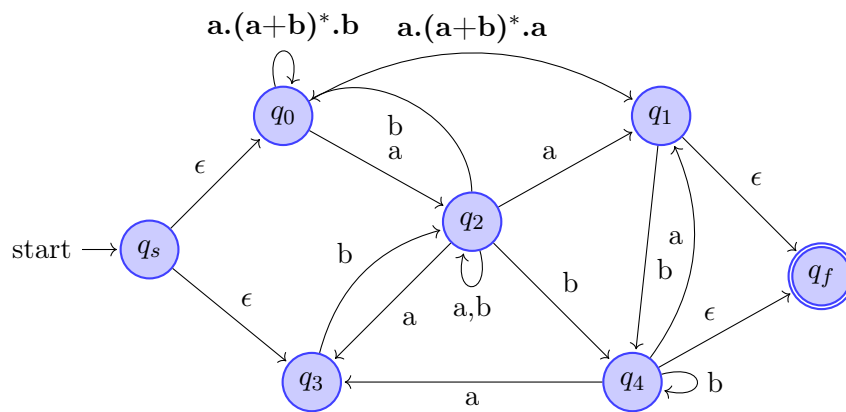 a.(a+b)*.b a.(a+b)*.a
q0 q1
b
a
a
ϵ ϵ
start qs q2 qf
a
b
b
a,b
b
ϵ
a
ϵ
q3 q4 b
a